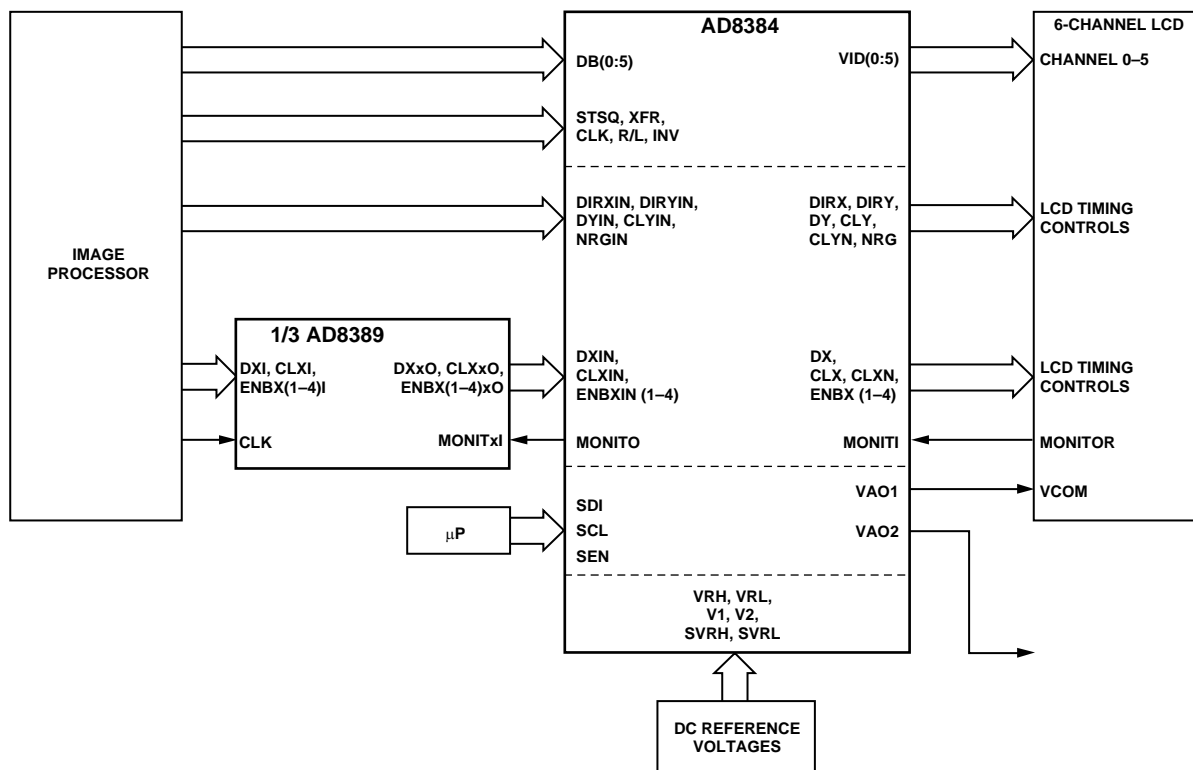 AD8384
6-CHANNEL LCD
DB(0:5)
VID(0:5)
CHANNEL 0–5
STSQ, XFR,
CLK, R/L, INV
DIRXIN, DIRYIN,
DYIN, CLYIN,
NRGIN
DIRX, DIRY,
DY, CLY,
CLYN, NRG
LCD TIMING
CONTROLS
IMAGE
PROCESSOR
1/3 AD8389
DXI, CLXI,
ENBX(1–4)I
DXxO, CLXxO,
ENBX(1–4)xO
DXIN,
CLXIN,
ENBXIN (1–4)
DX,
CLX, CLXN,
ENBX (1–4)
LCD TIMING
CONTROLS
CLK
MONITxI
MONITO
MONITI
MONITOR
µP
SDI
SCL
SEN
VAO1
VAO2
VCOM
VRH, VRL,
V1, V2,
SVRH, SVRL
DC REFERENCE
VOLTAGES